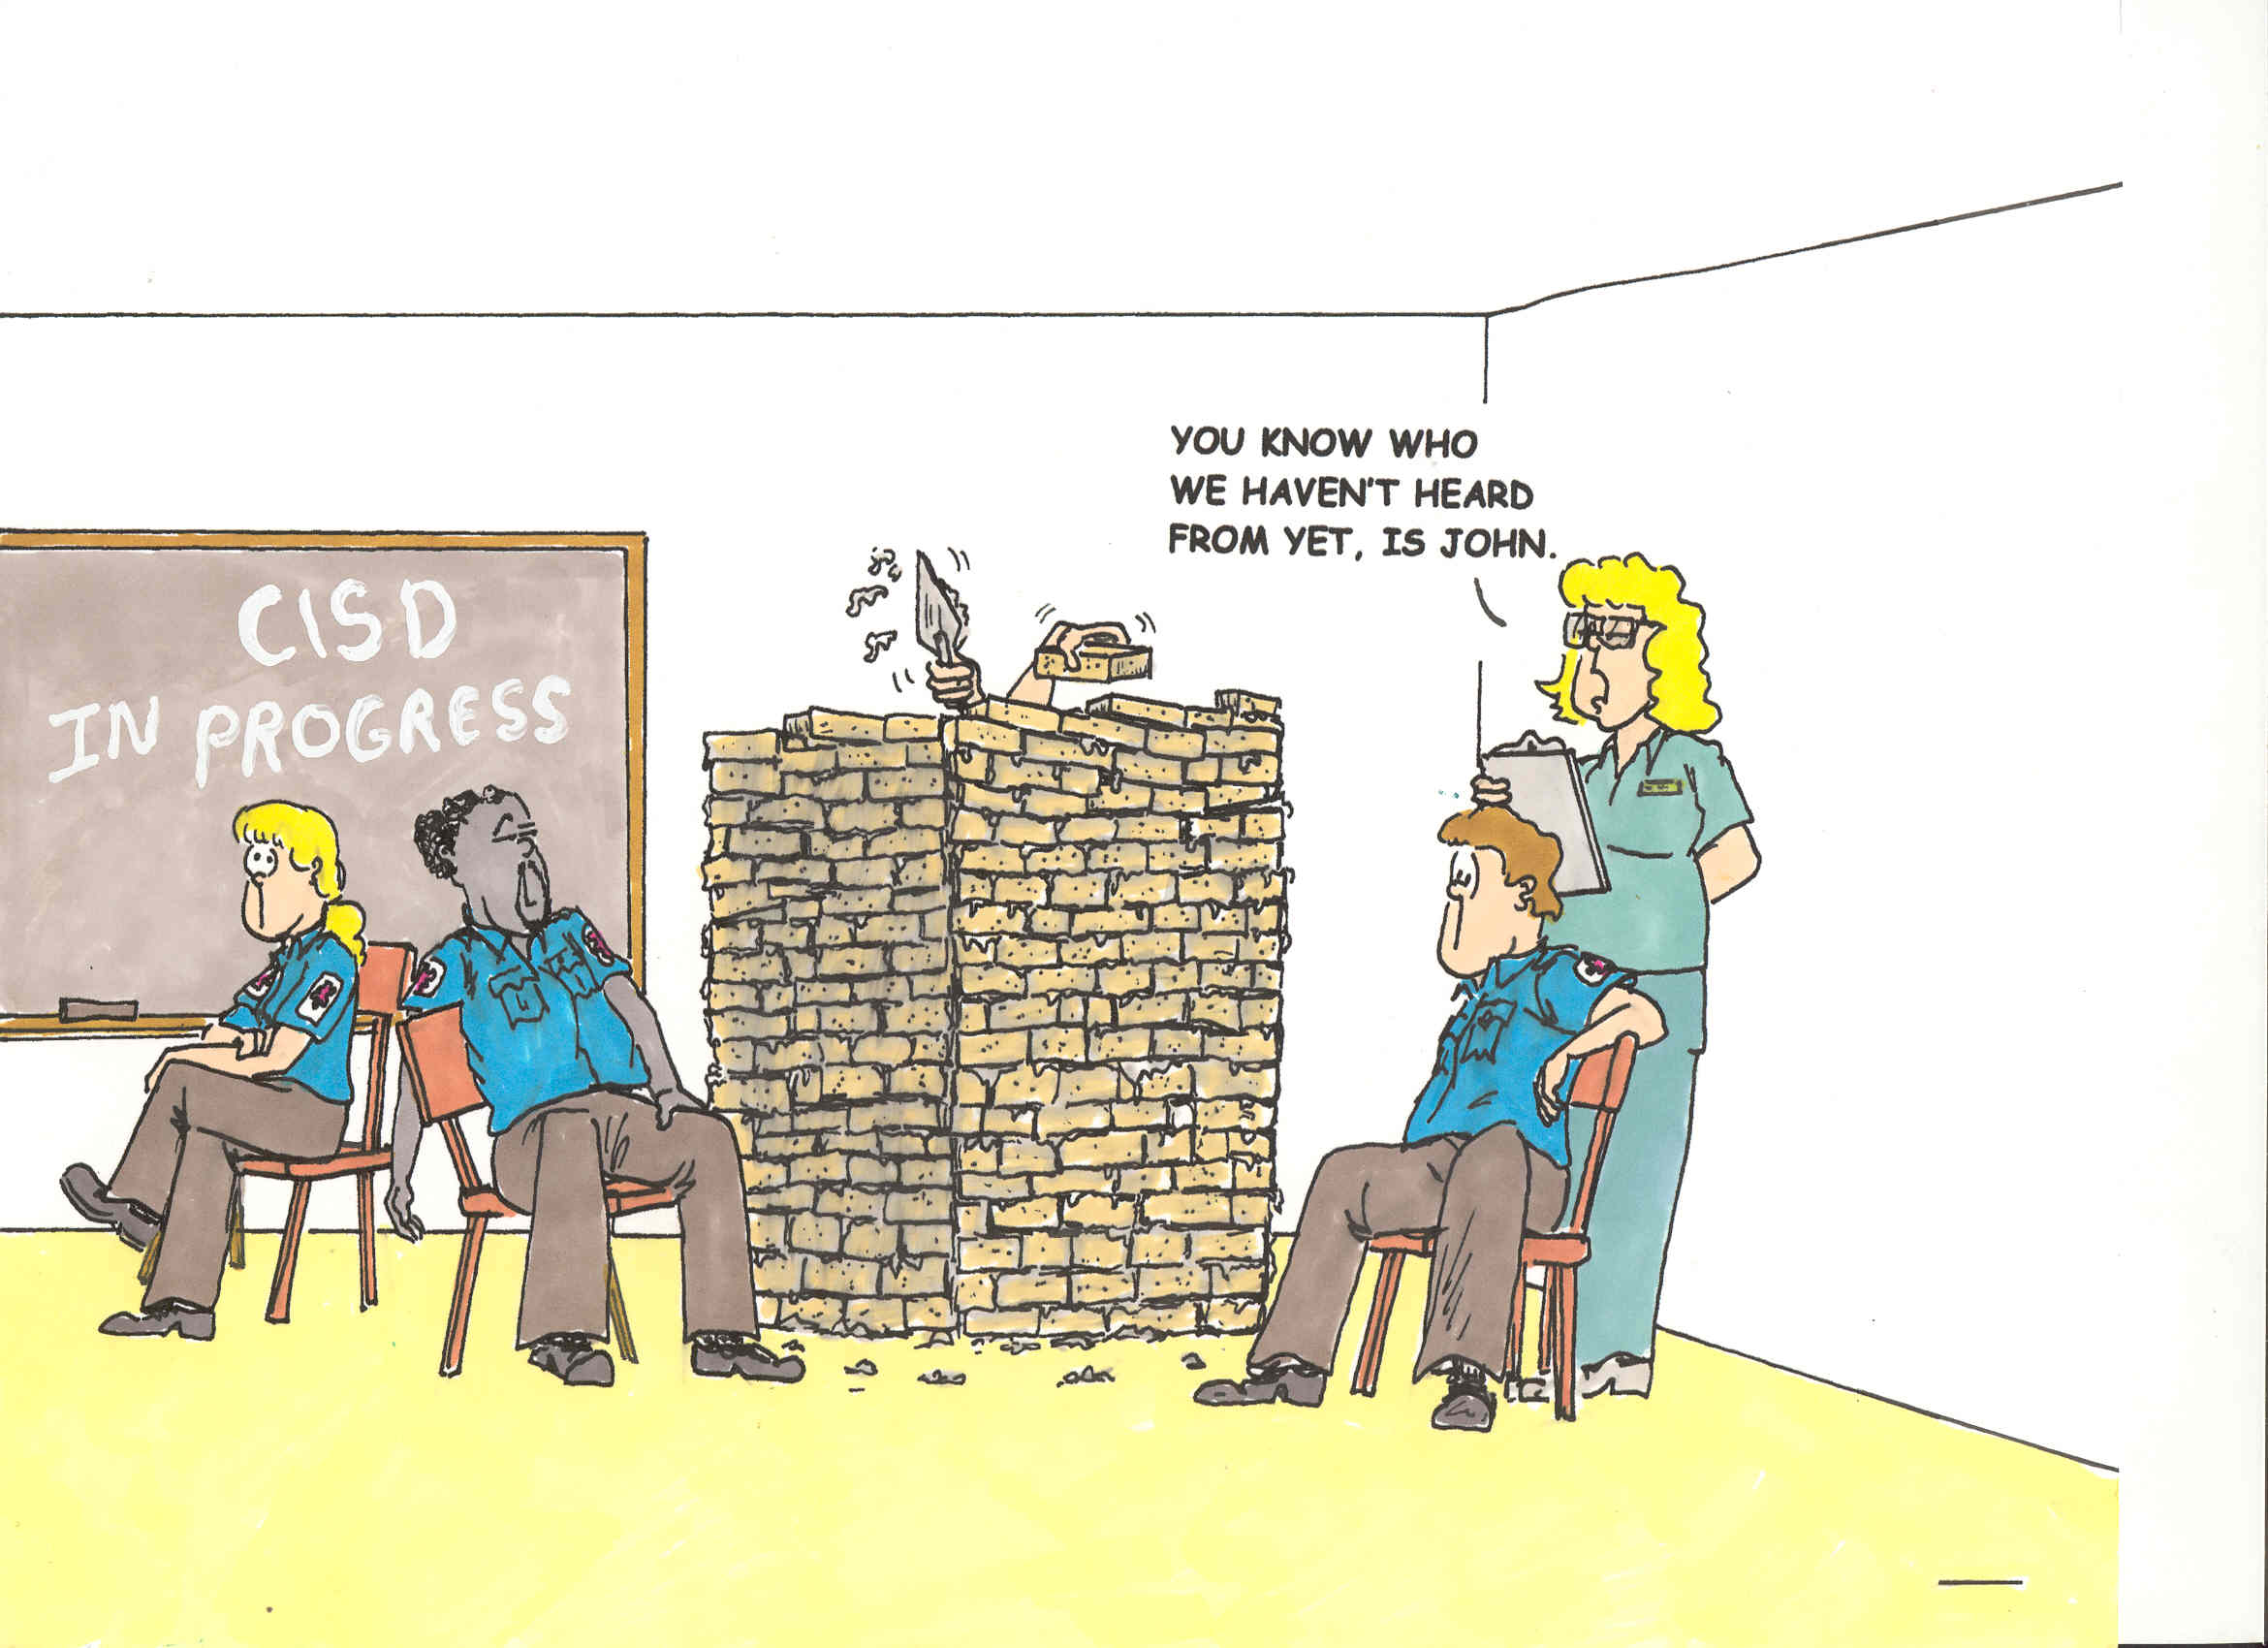 YOU KNOW WHO
WE HAVEN'T HEARD
FROM YET, IS JOHN.
CISD
IN PROGRESS